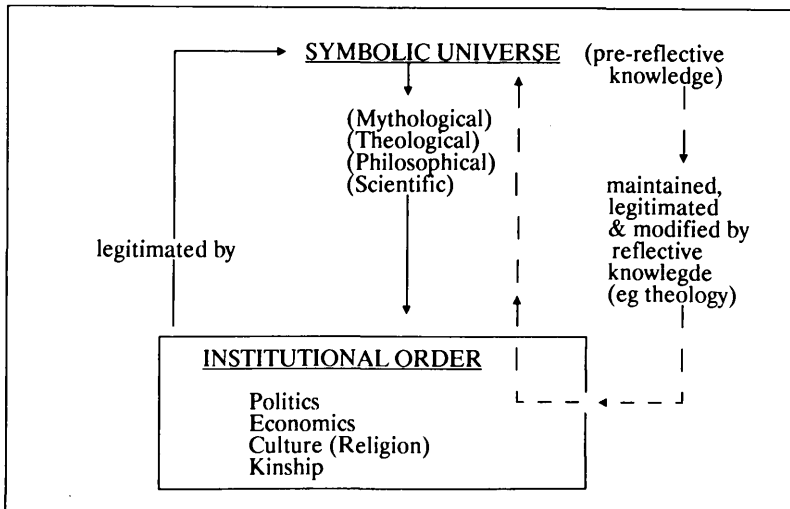 SYMBOLIC UNIVERSE (pre-reflective
knowledge)
(Mythological)
(Theological)
(Philosophical)
(Scientific)
legitimated by
maintained,
legitimated
& modified by
reflective
knowlegde
(eg theology)
INSTITUTIONAL ORDER
Politics
Economics
Culture (Religion)
Kinship